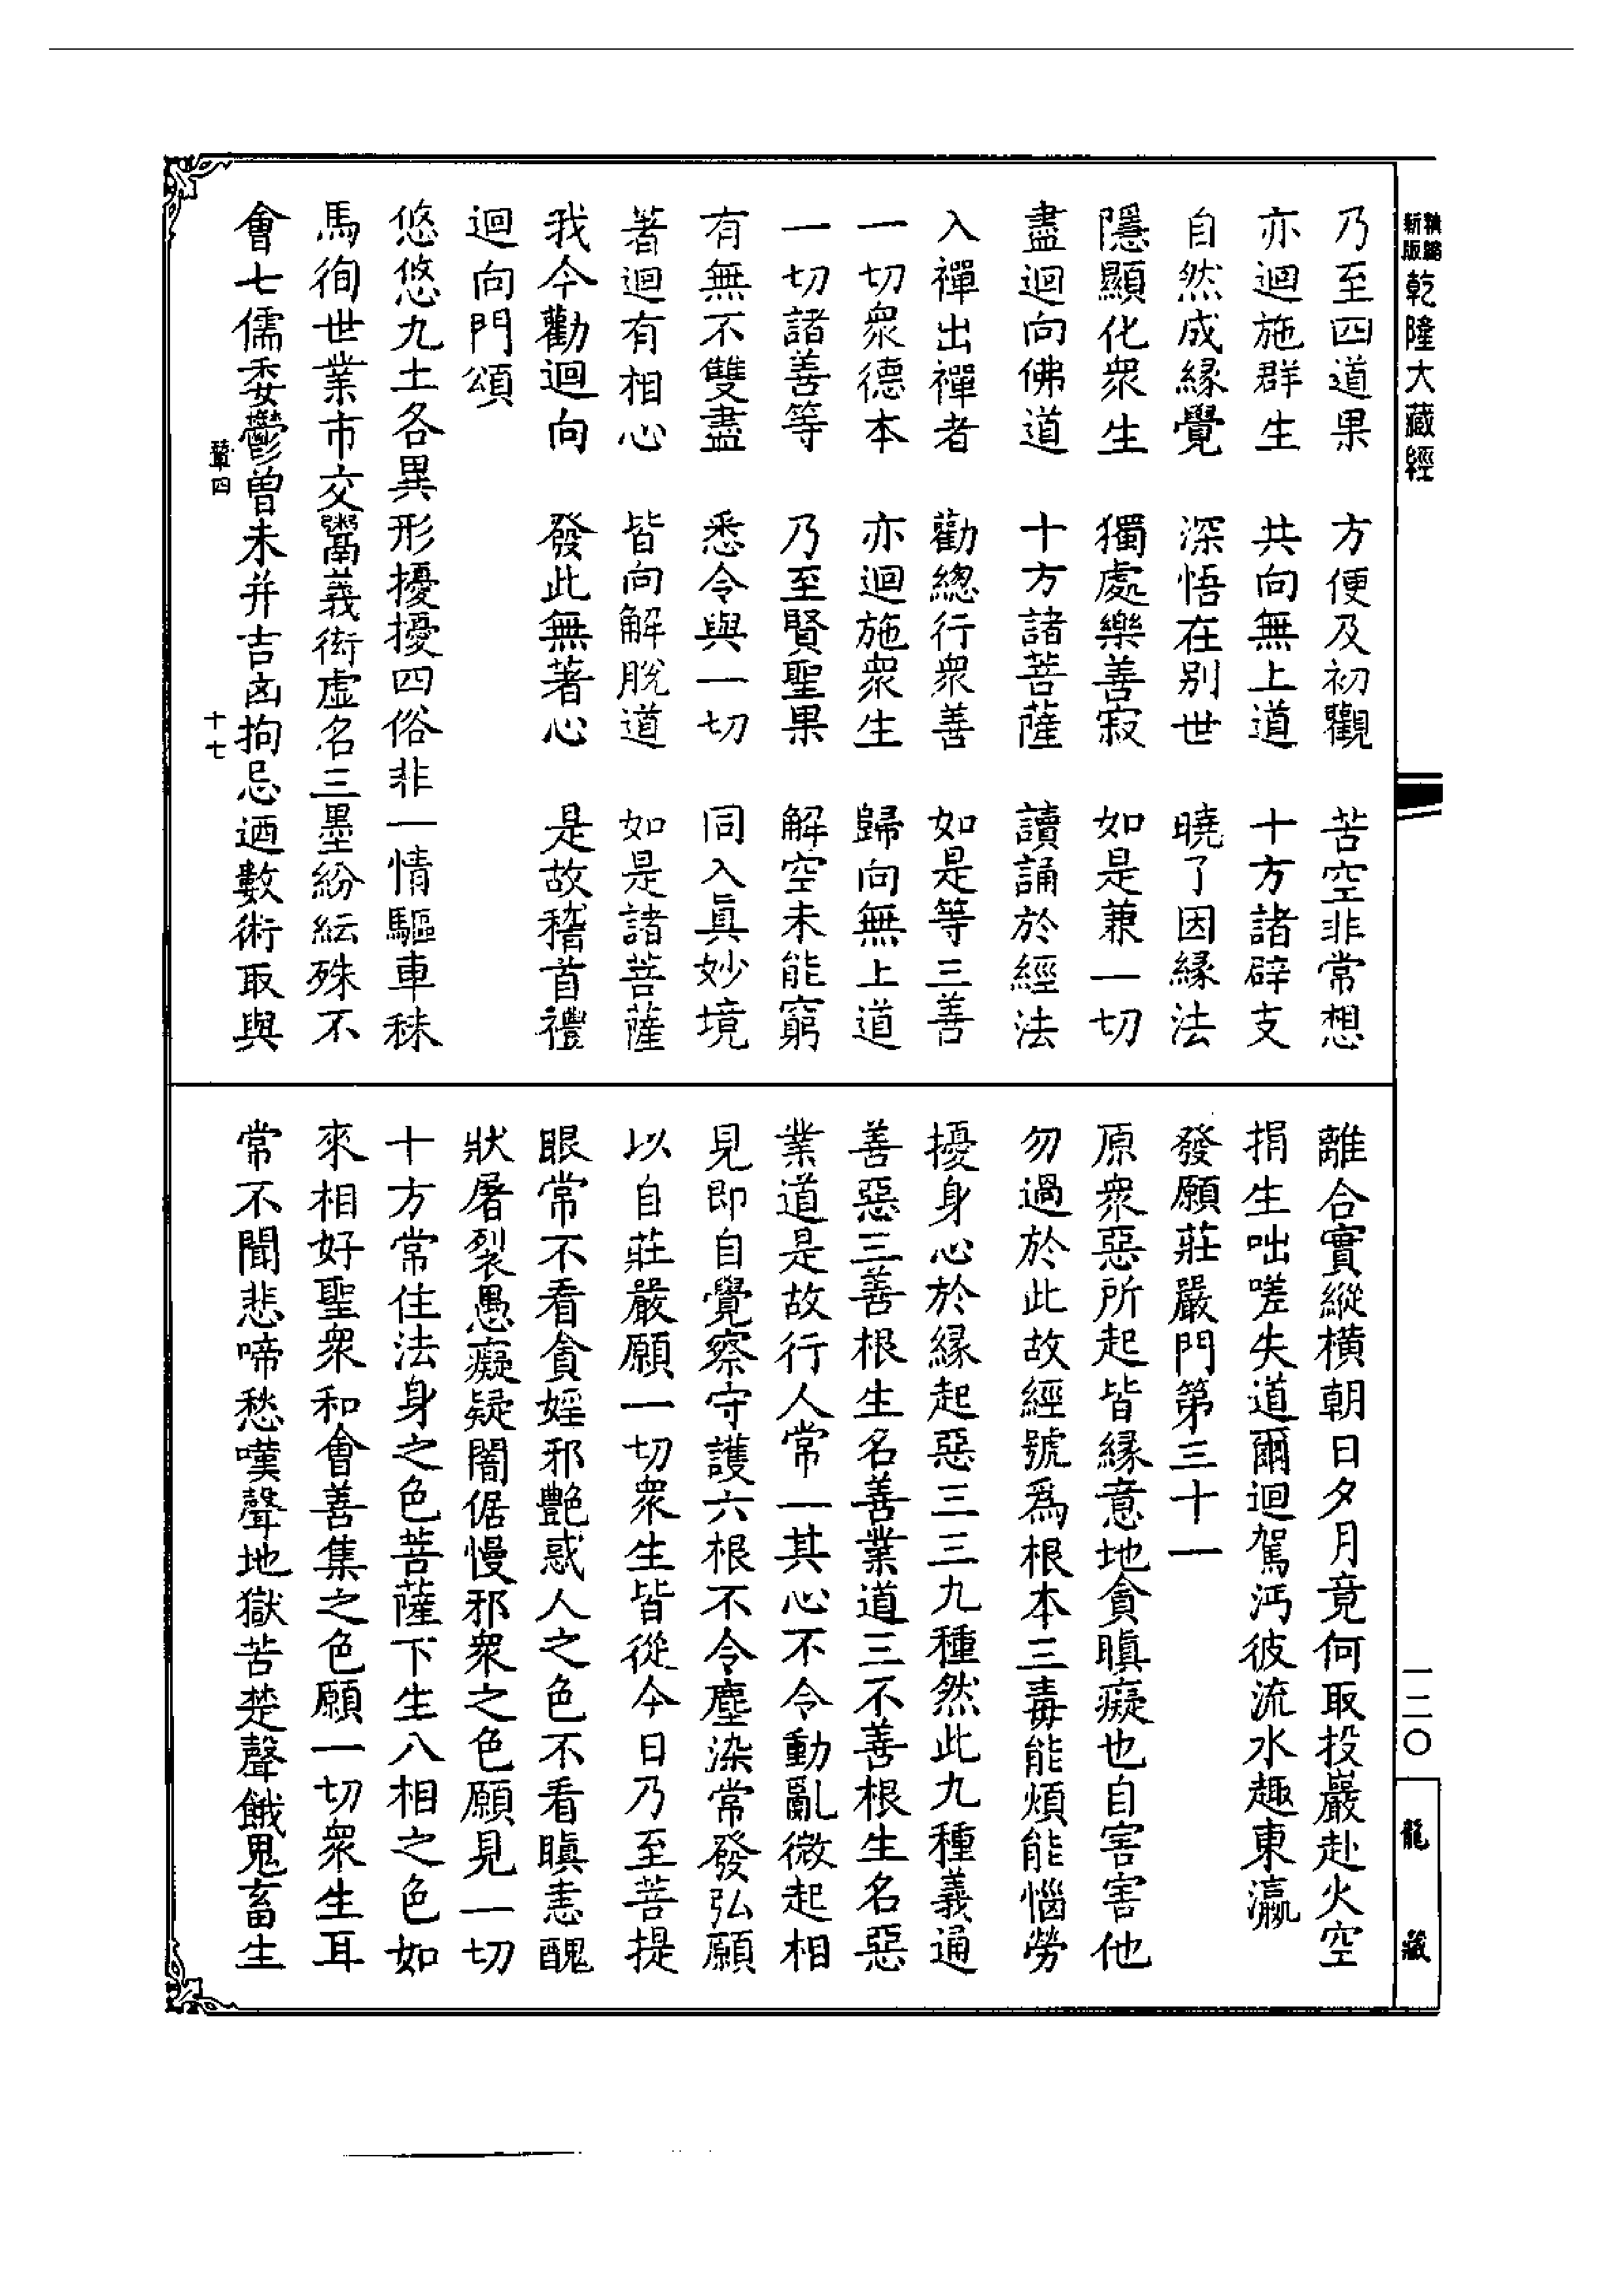 乾隆大藏經
新版
乃至四道果　方便及初觀　苦空非常想
亦迴施群生　共向無上道　十方諸辟支
自然成緣覺　深悟在别世　曉了因緣法
隱顯化眾生　獨處樂善寂　如是兼一切
盡迴向佛道　十方諸菩薩　讀誦於經法
入禪出禪者　勸總行眾善　如是等三善
一切眾德本　亦迴施眾生　歸向無上道
一切諸善等　乃至賢聖果　解空未能窮
有無不雙盡　悉令與一切　同入眞妙境
著迴有相心　皆向解脫道　如是諸菩薩
我今勸迴向　發此無著心　是故稽首禮
迴向門頌
悠悠九土各異形擾擾四俗非一情驅車秣
馬徇世業市交鬻義衒虛名三墨紛紜殊不
會七儒委鬱曾未并吉凶拘忌迺數術取與
四
十七
離合實縱橫朝日夕月竟何取投巖赴火空
捐生咄嗟失道爾迴駕沔彼流水趣東瀛
發願莊嚴門第三十一
原眾惡所起皆緣意地貪瞋癡也自害害他
勿過於此故經號爲根本三毒能煩能惱勞
擾身心於緣起惡三三九種然此九種義通
善惡三善根生名善業道三不善根生名惡
業道是故行人常一其心不令動亂微起相
見即自覺察守護六根不令塵染常發弘願
以自莊嚴願一切眾生皆從今日乃至菩提
眼常不看貪婬邪艷惑人之色不看瞋恚醜
狀屠裂愚癡疑闇倨慢邪眾之色願見一切
十方常住法身之色菩薩下生八相之色如
來相好聖眾和會善集之色願一切眾生耳
常不聞悲啼愁嘆聲地獄苦楚聲餓鬼畜生
一二〇
龍藏